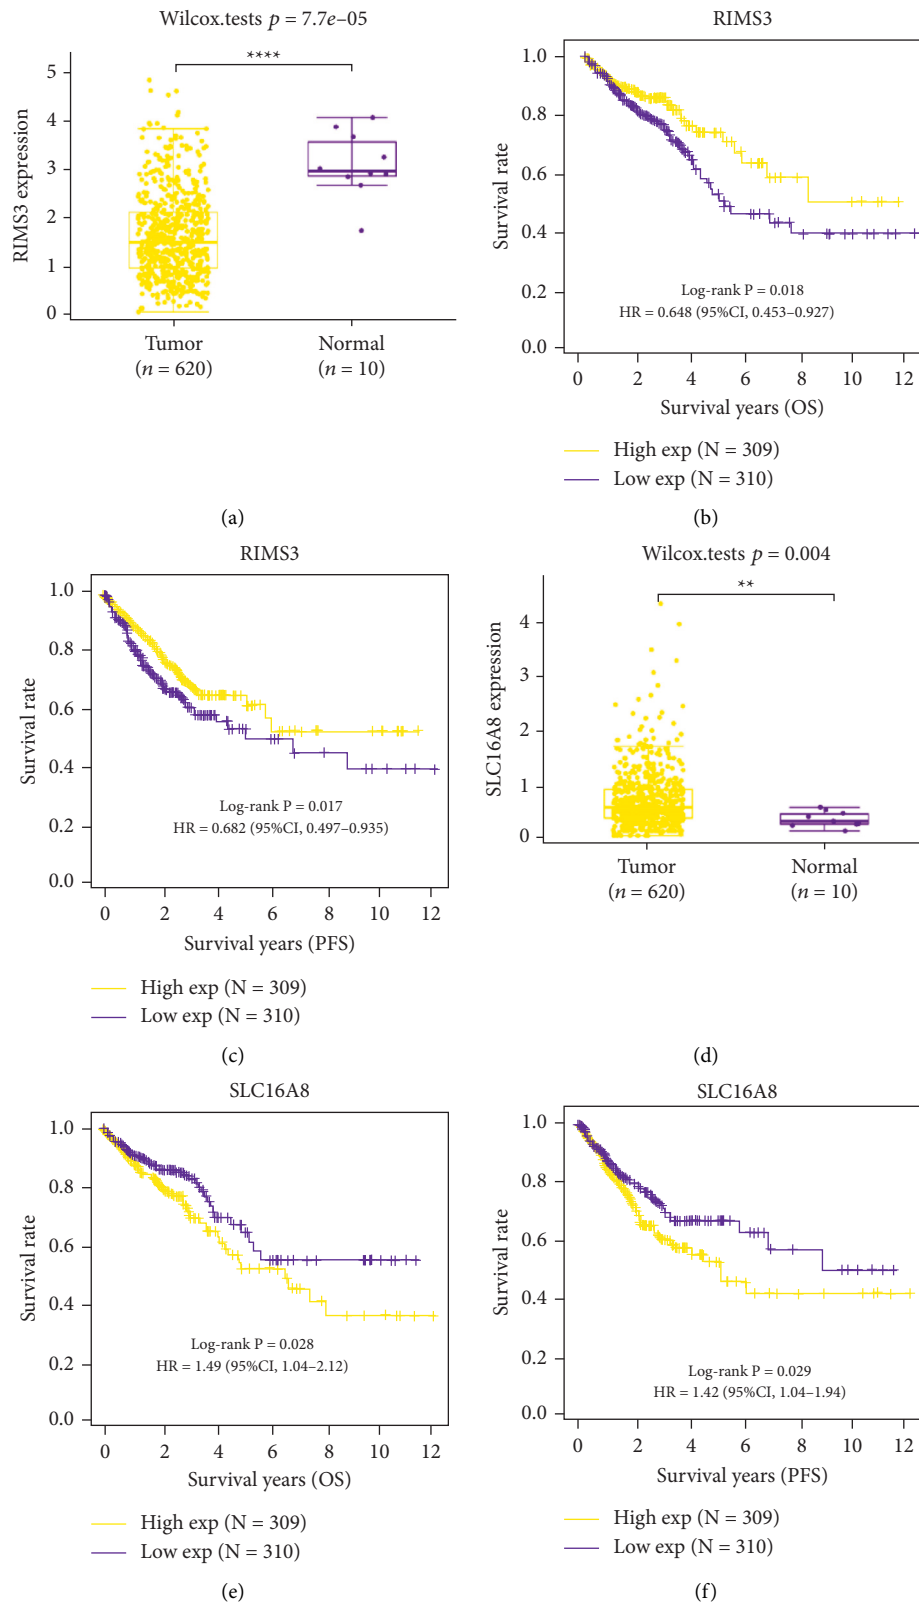 Wilcox.tests p = 7.7e–05
****
RIMS3 expression
5
4
3
2
1
0
Tumor
(n = 620)
Normal
(n = 10)
(a)
RIMS3
Survival rate
1.0
0.8
0.6
0.4
0.2
0.0
Log-rank P = 0.018
HR = 0.648 (95%CI, 0.453–0.927)
0 2 4 6 8 10 12
Survival years (OS)
High exp (N = 309)
Low exp (N = 310)
(b)
RIMS3
Survival rate
1.0
0.8
0.6
0.4
0.2
0.0
Log-rank P = 0.017
HR = 0.682 (95%CI, 0.497–0.935)
0 2 4 6 8 10 12
Survival years (PFS)
High exp (N = 309)
Low exp (N = 310)
(c)
Wilcox.tests p = 0.004
**
SLC16A8 expression
4
3
2
1
0
Tumor
(n = 620)
Normal
(n = 10)
(d)
SLC16A8
Survival rate
1.0
0.8
0.6
0.4
0.2
0.0
Log-rank P = 0.028
HR = 1.49 (95%CI, 1.04–2.12)
0 2 4 6 8 10 12
Survival years (OS)
High exp (N = 309)
Low exp (N = 310)
(e)
SLC16A8
Survival rate
1.0
0.8
0.6
0.4
0.2
0.0
Log-rank P = 0.029
HR = 1.42 (95%CI, 1.04–1.94)
0 2 4 6 8 10 12
Survival years (PFS)
High exp (N = 309)
Low exp (N = 310)
(f)